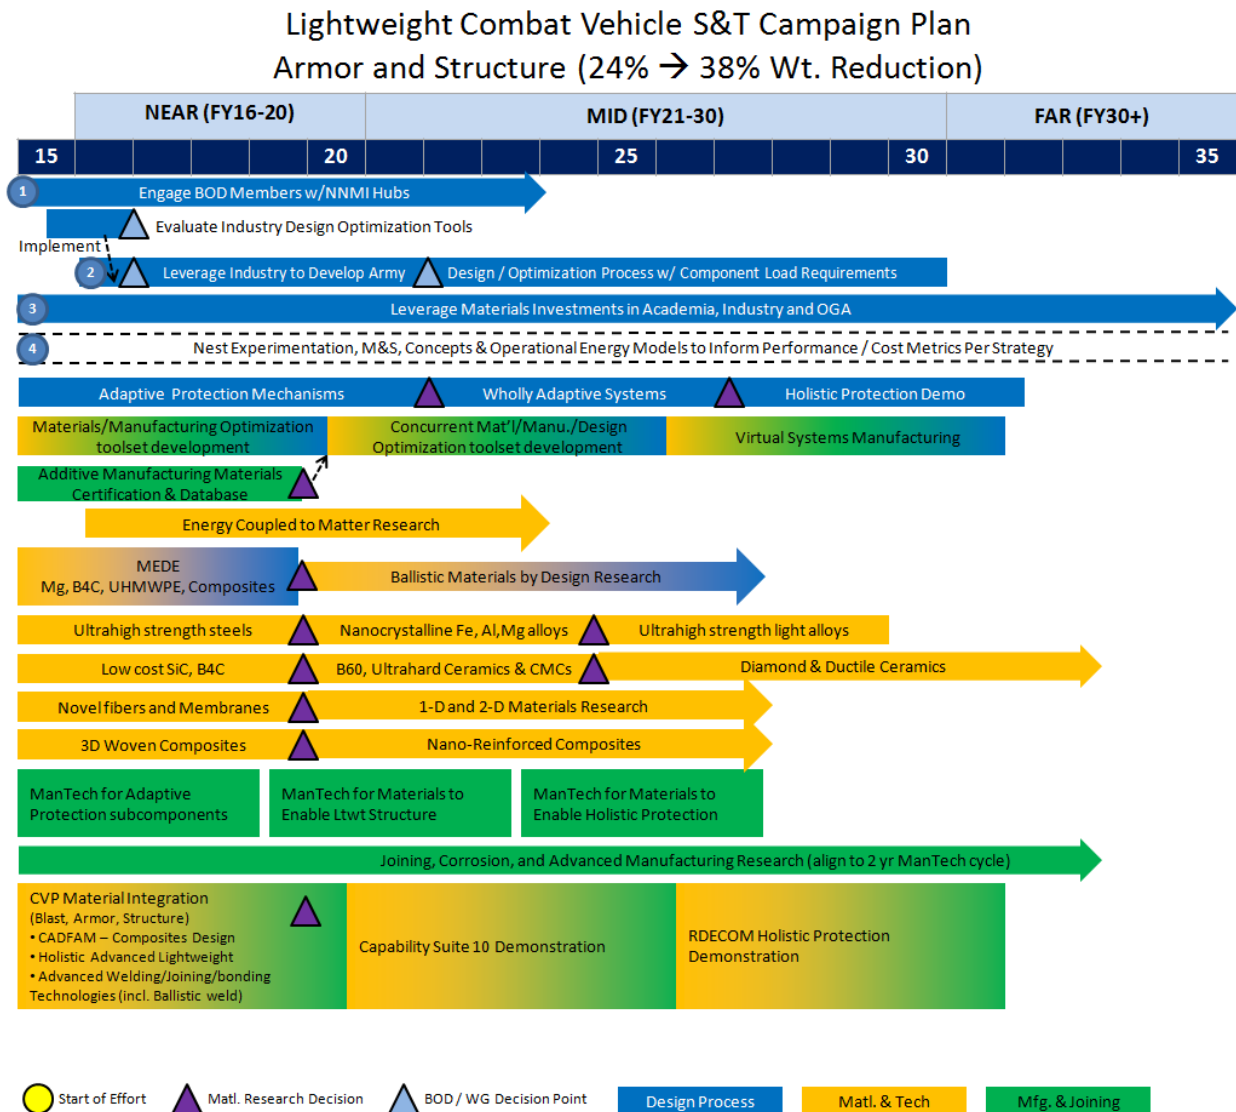 Lightweight Combat Vehicle S&T Campaign Plan
Armor and Structure (24% → 38% Wt. Reduction)
NEAR (FY16-20)
MID (FY21-30)
FAR (FY30+)
15
20
25
30
35
1
Engage BOD Members w/NNMI Hubs
Evaluate Industry Design Optimization Tools
Implement
2
Leverage Industry to Develop Army
Design / Optimization Process w/ Component Load Requirements
3
Leverage Materials Investments in Academia, Industry and OGA
4
Nest Experimentation, M&S, Concepts & Operational Energy Models to Inform Performance / Cost Metrics Per Strategy
Adaptive Protection Mechanisms
Wholly Adaptive Systems
Holistic Protection Demo
Materials/Manufacturing Optimization
toolset development
Concurrent Mat'l/Manu./Design
Optimization toolset development
Virtual Systems Manufacturing
Additive Manufacturing Materials
Certification & Database
Energy Coupled to Matter Research
MEDE
Mg, B4C, UHMWPE, Composites
Ballistic Materials by Design Research
Ultrahigh strength steels
Nanocrystalline Fe, Al,Mg alloys
Ultrahigh strength light alloys
Low cost SiC, B4C
B60, Ultrahard Ceramics & CMCs
Diamond & Ductile Ceramics
Novel fibers and Membranes
1-D and 2-D Materials Research
3D Woven Composites
Nano-Reinforced Composites
ManTech for Adaptive
Protection subcomponents
ManTech for Materials to
Enable Ltwt Structure
ManTech for Materials to
Enable Holistic Protection
Joining, Corrosion, and Advanced Manufacturing Research (align to 2 yr ManTech cycle)
CVP Material Integration
(Blast, Armor, Structure)
• CADFAM – Composites Design
• Holistic Advanced Lightweight
• Advanced Welding/Joining/bonding
Technologies (incl. Ballistic weld)
Capability Suite 10 Demonstration
RDECOM Holistic Protection
Demonstration
Start of Effort
Matl. Research Decision
BOD / WG Decision Point
Design Process
Matl. & Tech
Mfg. & Joining